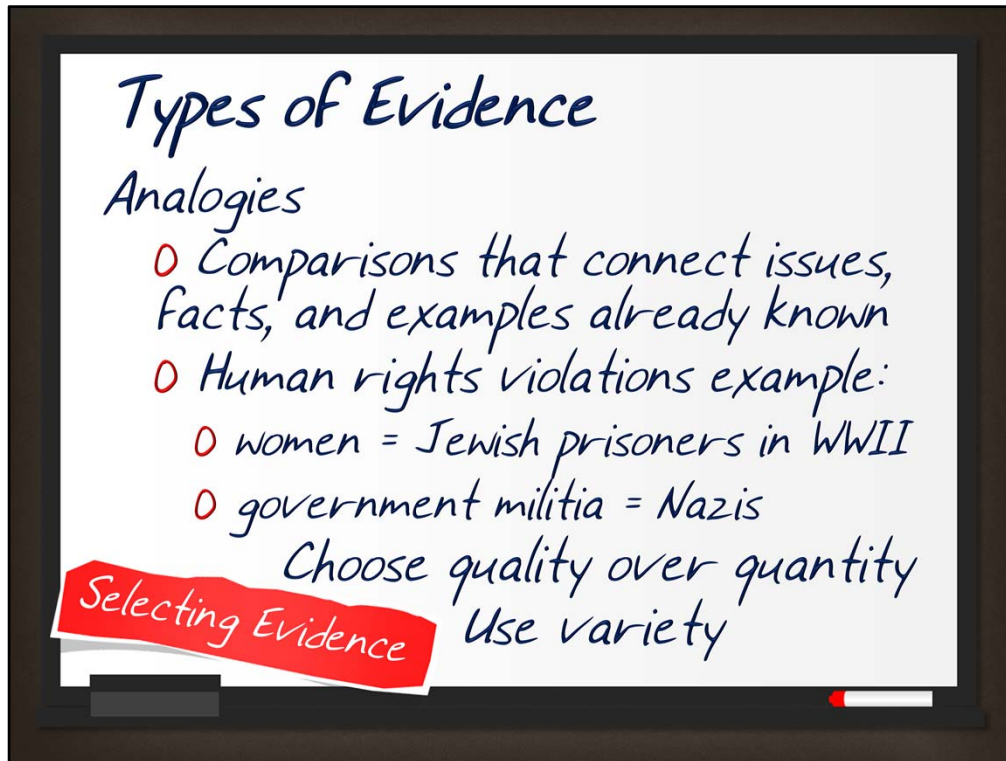 Types of Evidence
Analogies
O Comparisons that connect issues,
facts, and examples already known
O Human rights violations example:
O women = Jewish prisoners in WWII
O government militia = Nazis
Choose quality over quantity
Selecting Evidence
Use variety